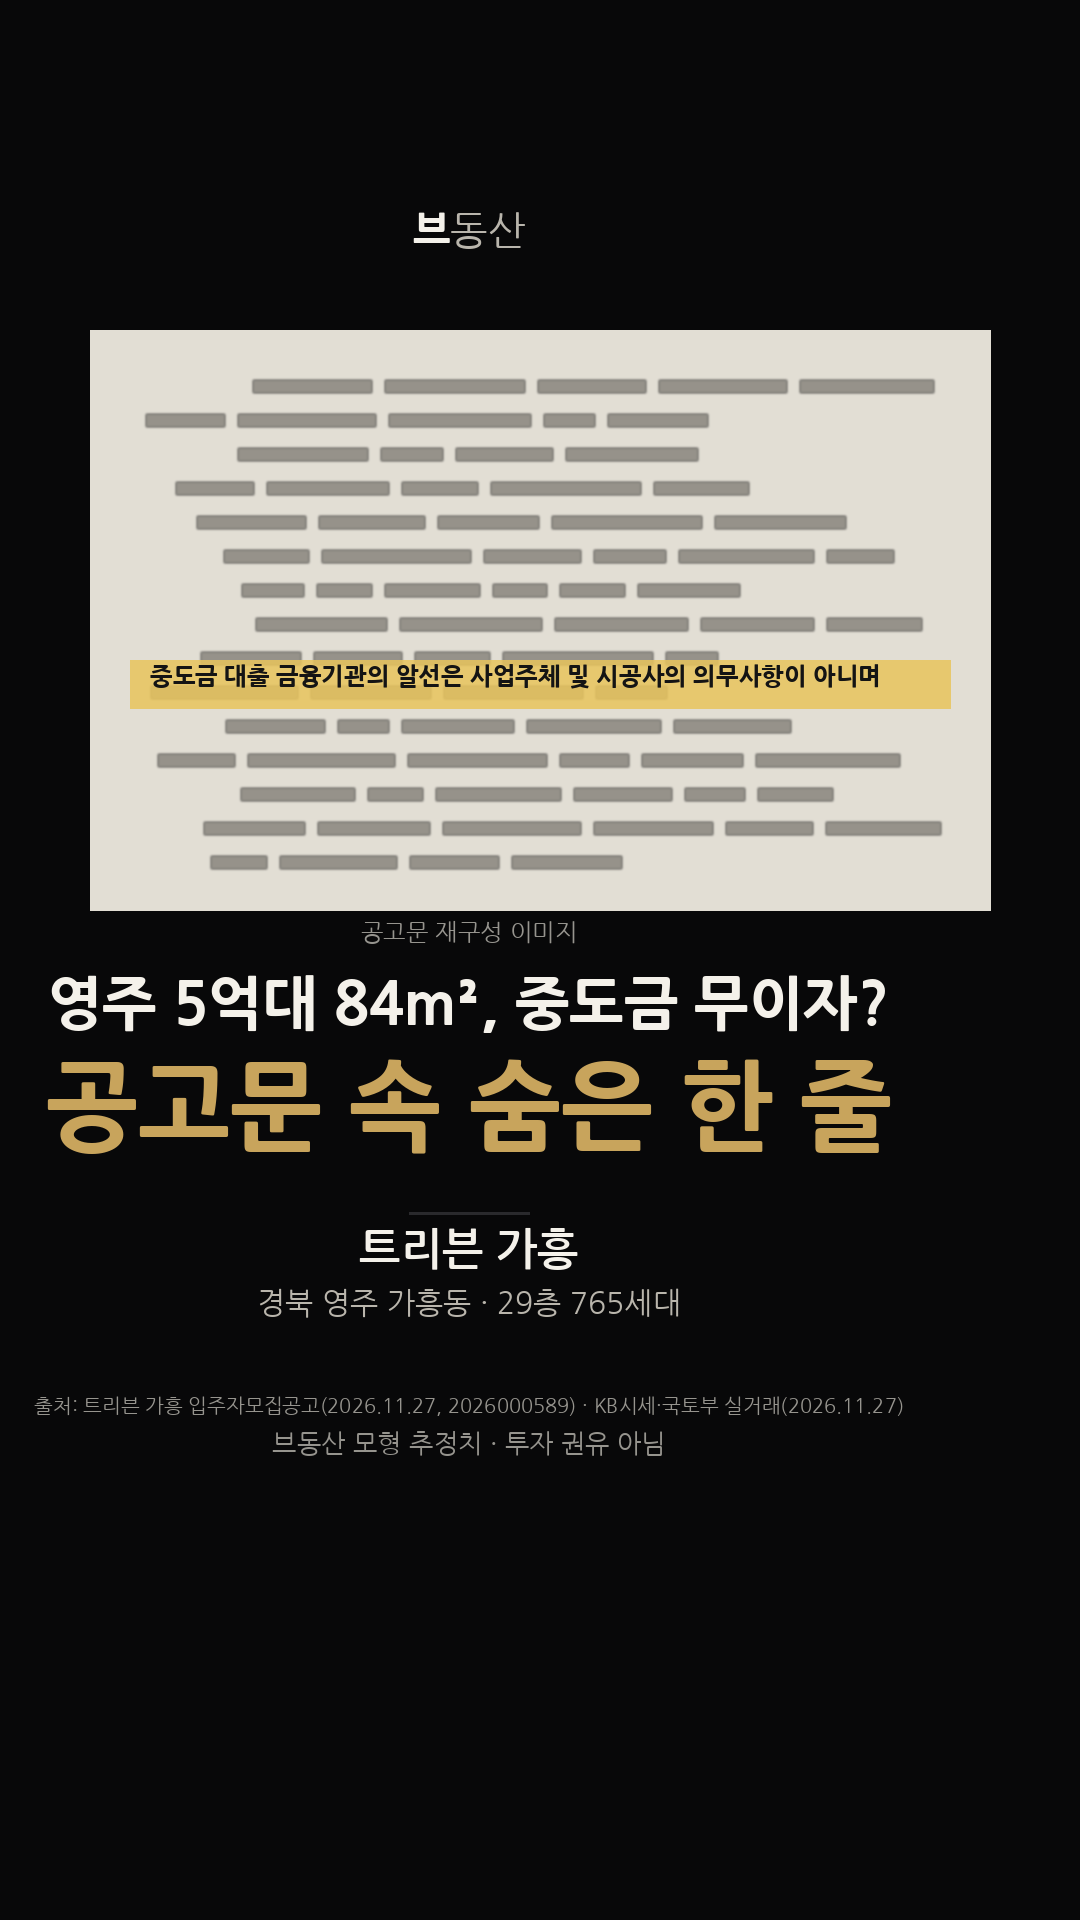 브동산
중도금 대출 금융기관의 알선은 사업주체 및 시공사의 의무사항이 아니며
공고문 재구성 이미지
영주 5억대 84m², 중도금 무이자?
공고문 속 숨은 한 줄
트리븐 가흥
경북 영주 가흥동 · 29층 765세대
출처: 트리븐 가흥 입주자모집공고(2026.11.27, 2026000589) · KB시세·국토부 실거래(2026.11.27)
브동산 모형 추정치 · 투자 권유 아님